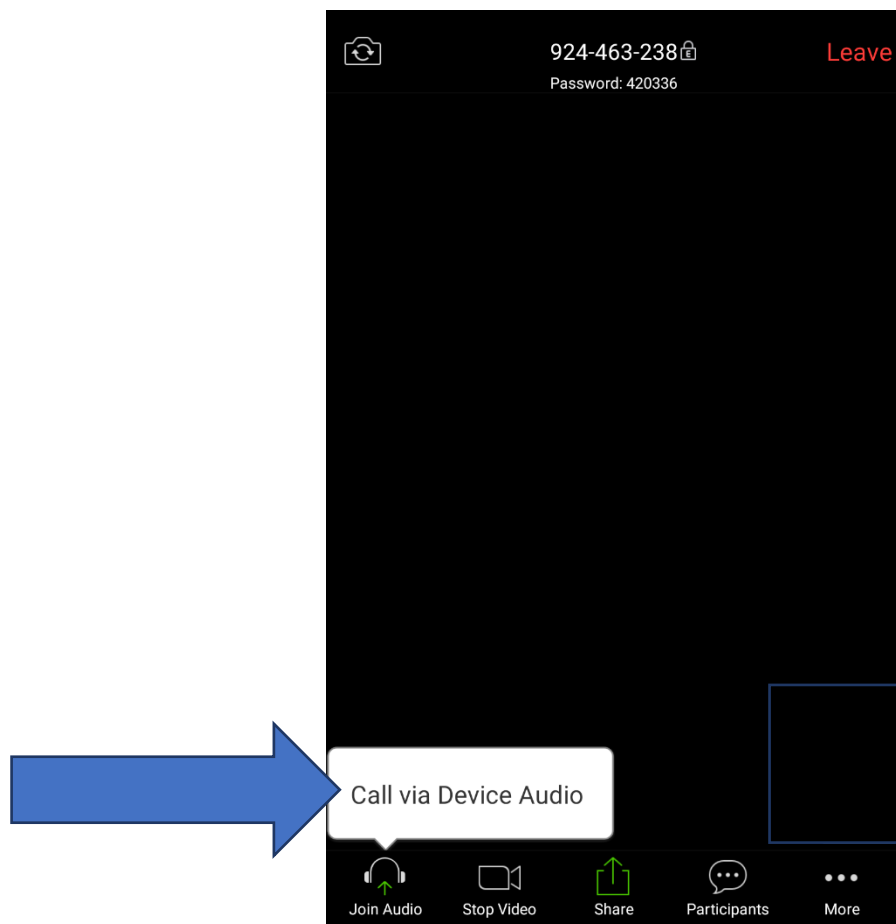 924-463-238
Leave
Password: 420336
Call via Device Audio
Join Audio
Stop Video
Share
Participants
More